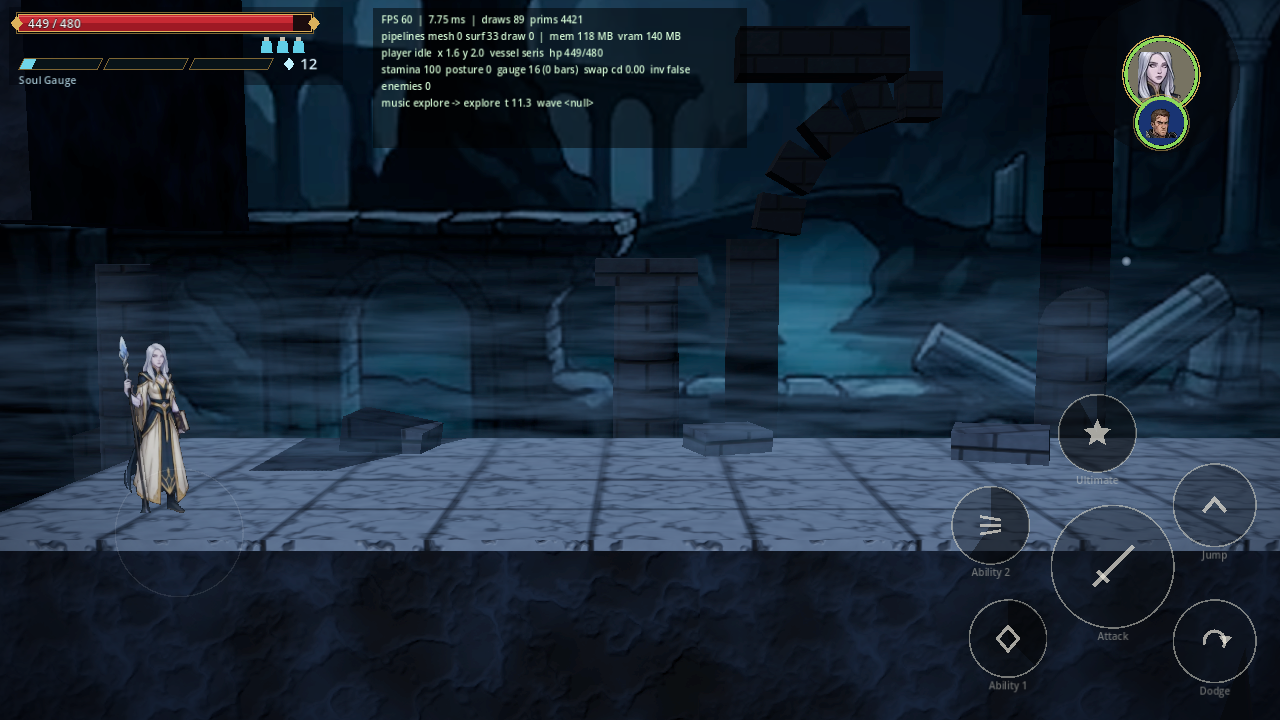 449 / 480
12
Soul Gauge
FPS 60 | 7.75 ms | draws 89 prims 4421
pipelines mesh 0 surf 33 draw 0 | mem 118 MB vram 140 MB
player idle x 1.6 y 2.0 vessel seris hp 449/480
stamina 100 posture 0 gauge 16 (0 bars) swap cd 0.00 inv false
enemies 0
music explore -> explore t 11.3 wave <null>
Ultimate
Ability 2
Jump
Attack
Ability 1
Dodge